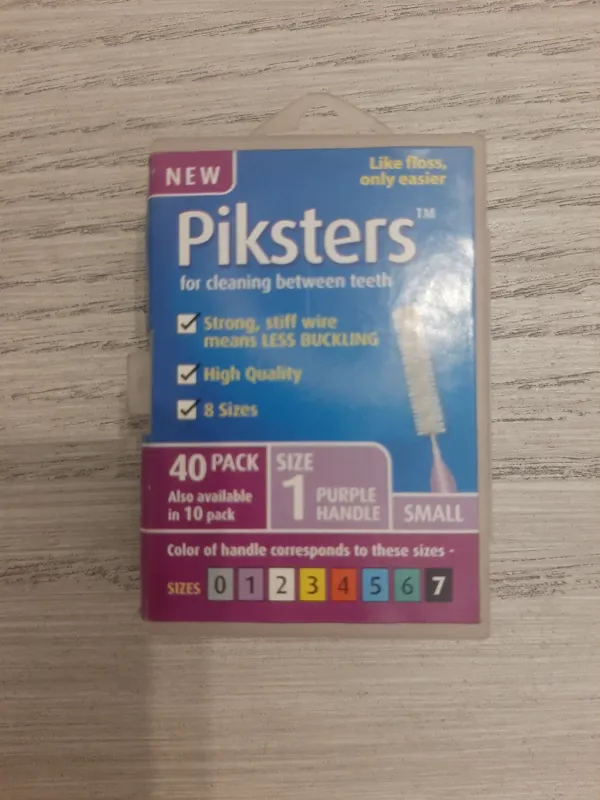 NEW
Like floss,
only easier
Piksters™
for cleaning between teeth
Strong, stiff wire
means LESS BUCKLING
High Quality
8 Sizes
40 PACK
Also available
in 10 pack
SIZE
1 PURPLE
HANDLE
SMALL
Color of handle corresponds to these sizes -
SIZES 0 1 2 3 4 5 6 7